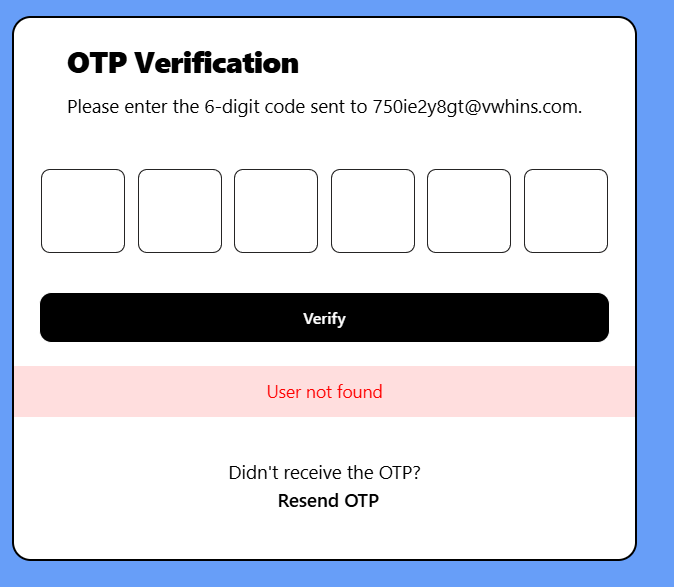 OTP Verification
Please enter the 6-digit code sent to 750ie2y8gt@vwhins.com.
Verify
User not found
Didn't receive the OTP?
Resend OTP